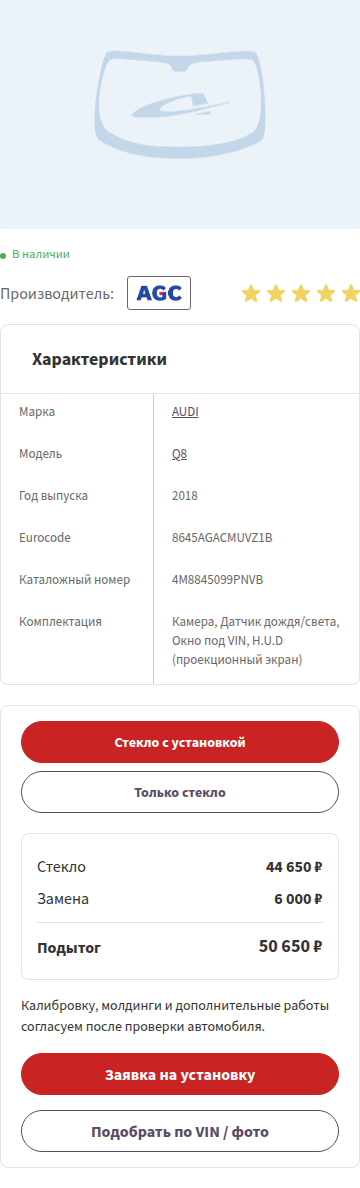 В наличии
Производитель: AGC
Характеристики
Марка AUDI
Модель Q8
Год выпуска 2018
Eurocode 8645AGACMUVZ1B
Каталожный номер 4M8845099PNVB
Комплектация Камера, Датчик дождя/света,
Окно под VIN, H.U.D
(проекционный экран)
Стекло с установкой
Только стекло
Стекло 44 650 ₽
Замена 6 000 ₽
Подытог 50 650 ₽
Калибровку, молдинги и дополнительные работы
согласуем после проверки автомобиля.
Заявка на установку
Подобрать по VIN / фото